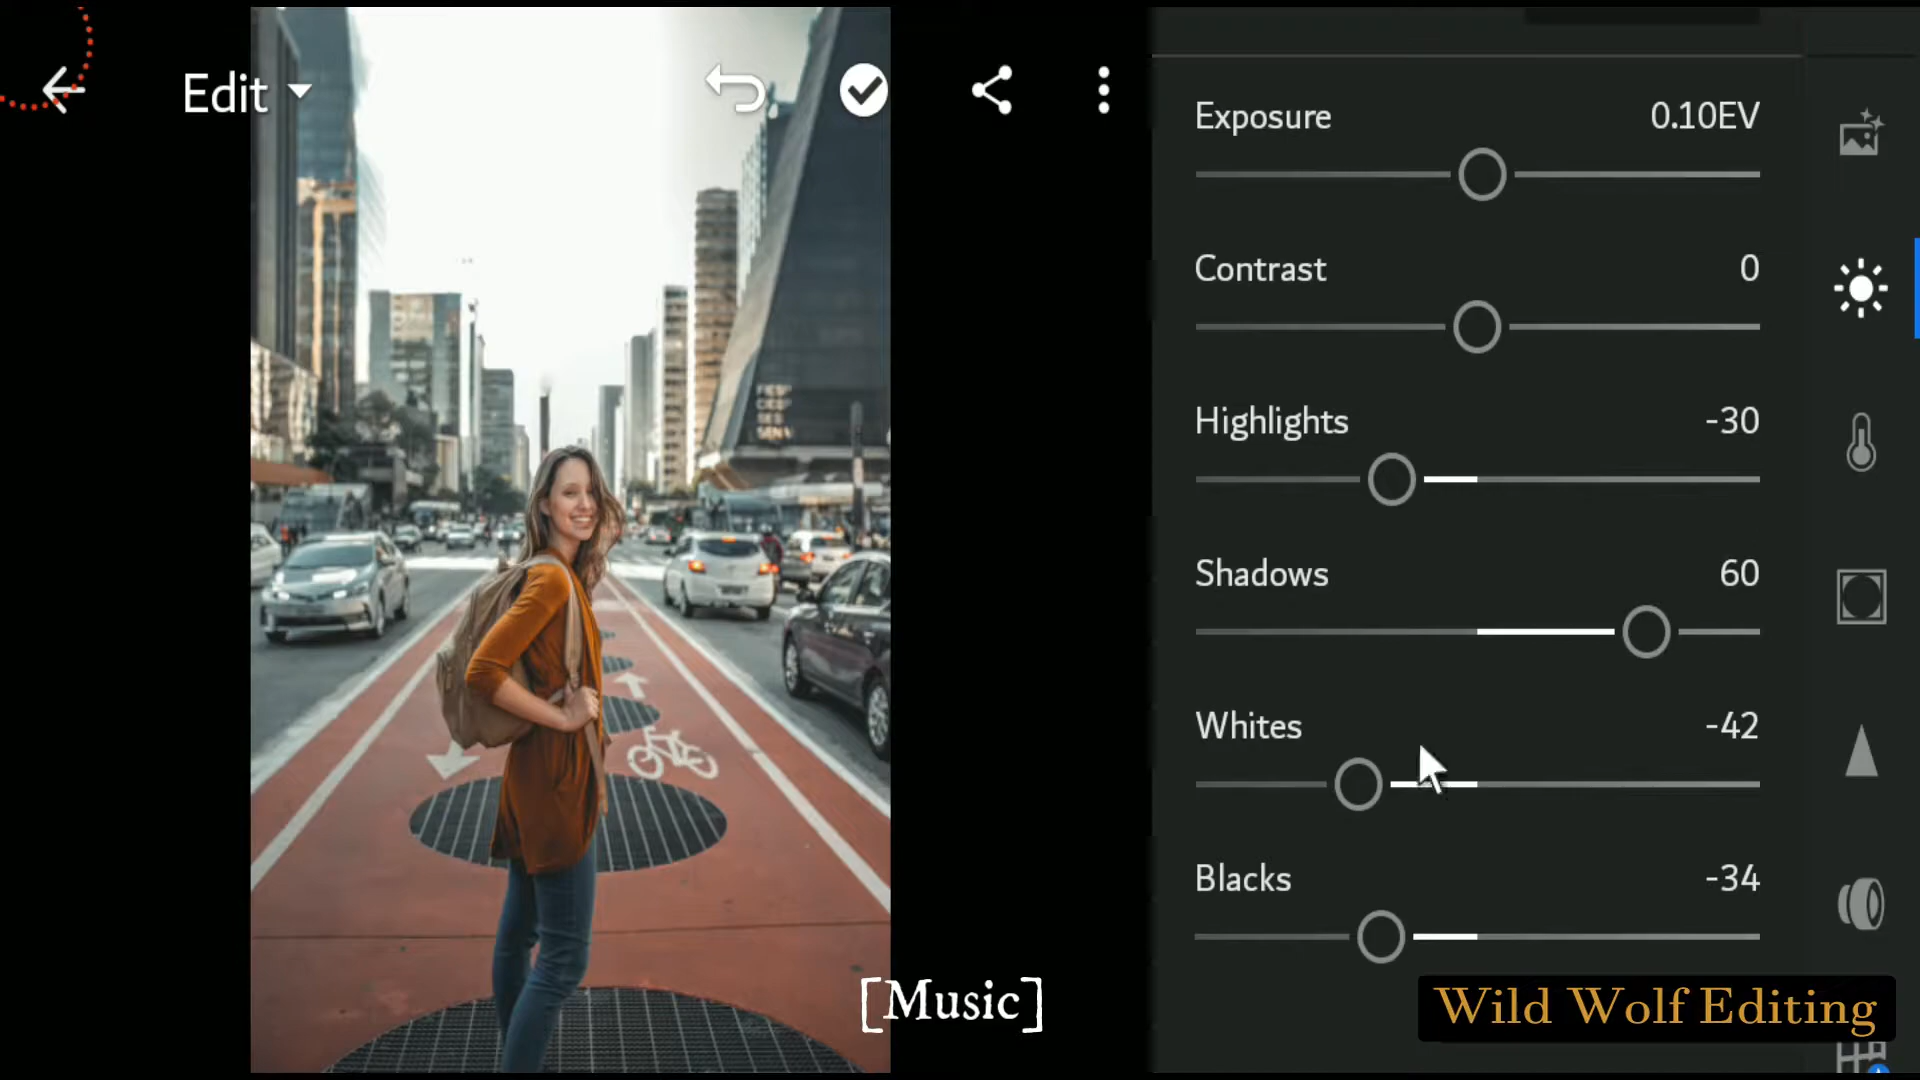 Edit
Exposure 0.10EV
Contrast 0
Highlights -30
Shadows 60
Whites -42
Blacks -34
[Music]
Wild Wolf Editing